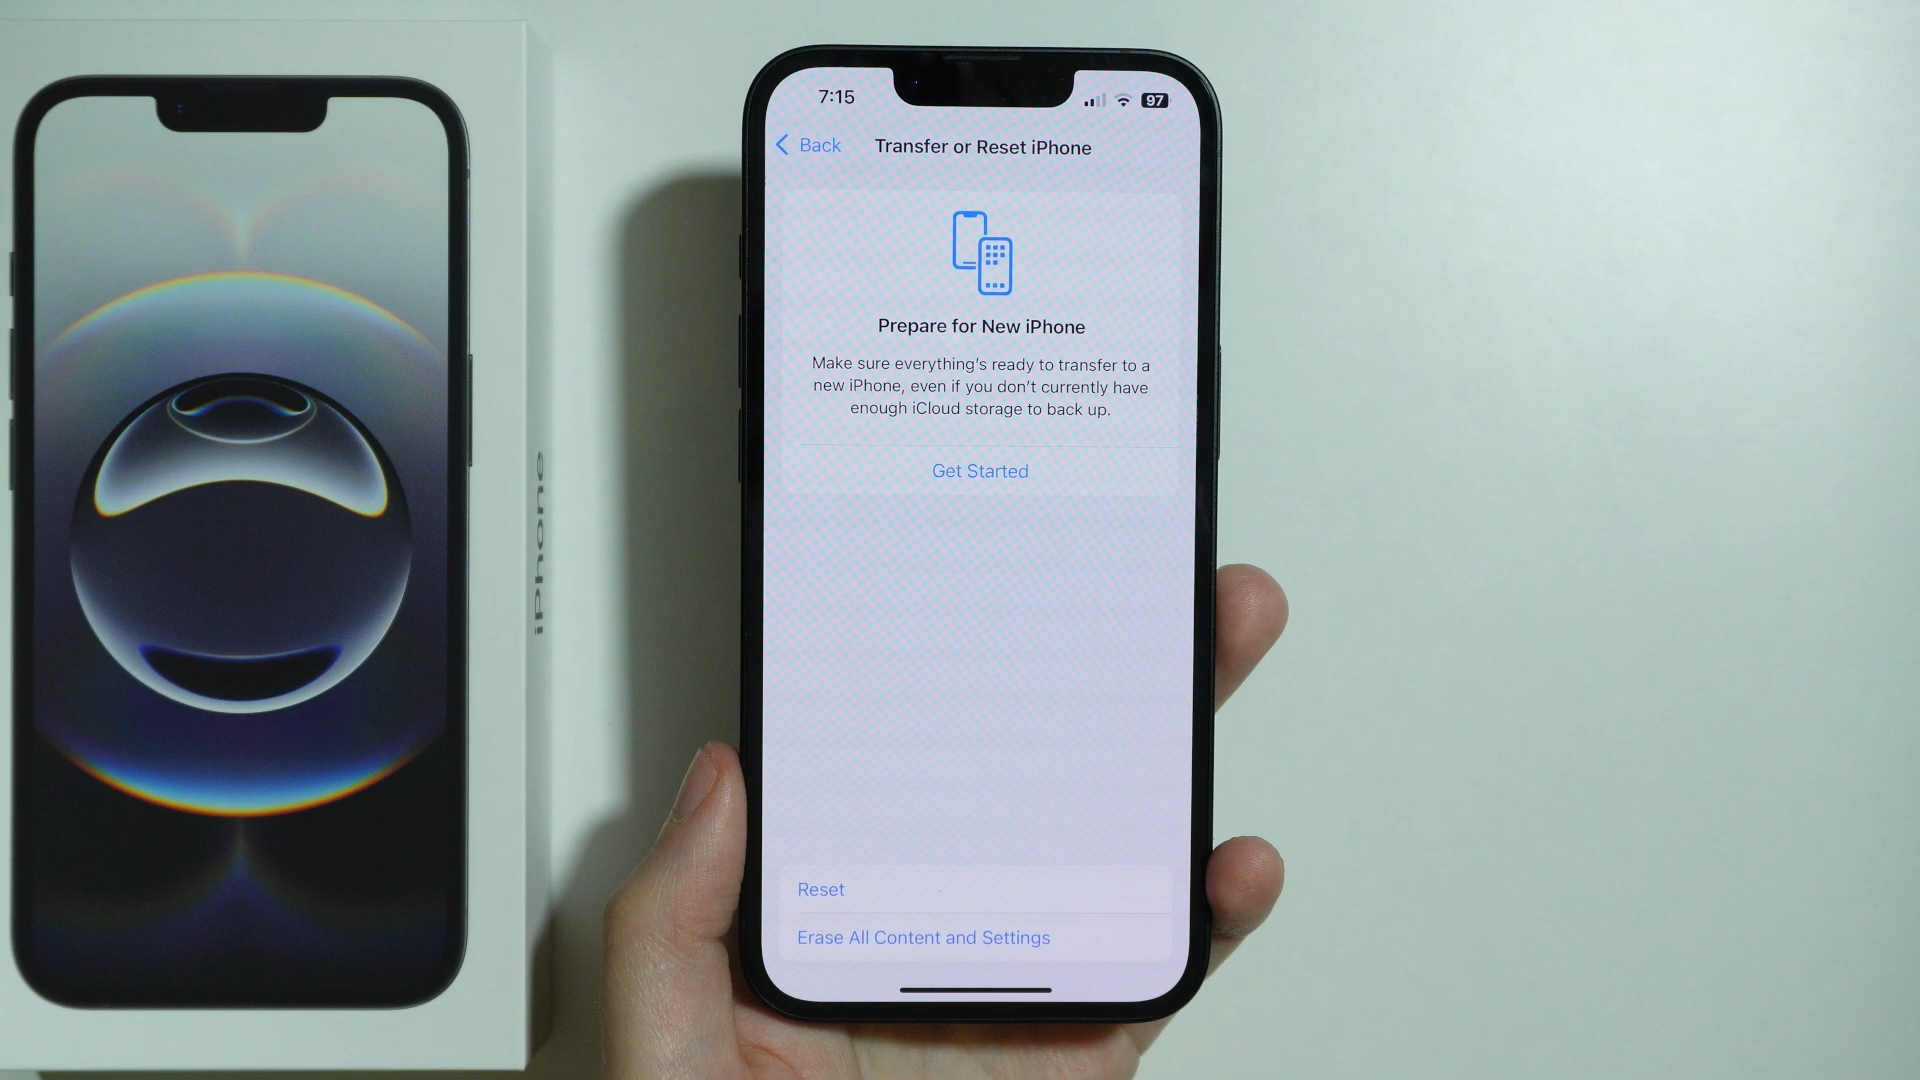 iPhone
7:15
97
Back
Transfer or Reset iPhone
Prepare for New iPhone
Make sure everything's ready to transfer to a
new iPhone, even if you don't currently have
enough iCloud storage to back up.
Get Started
Reset
Erase All Content and Settings